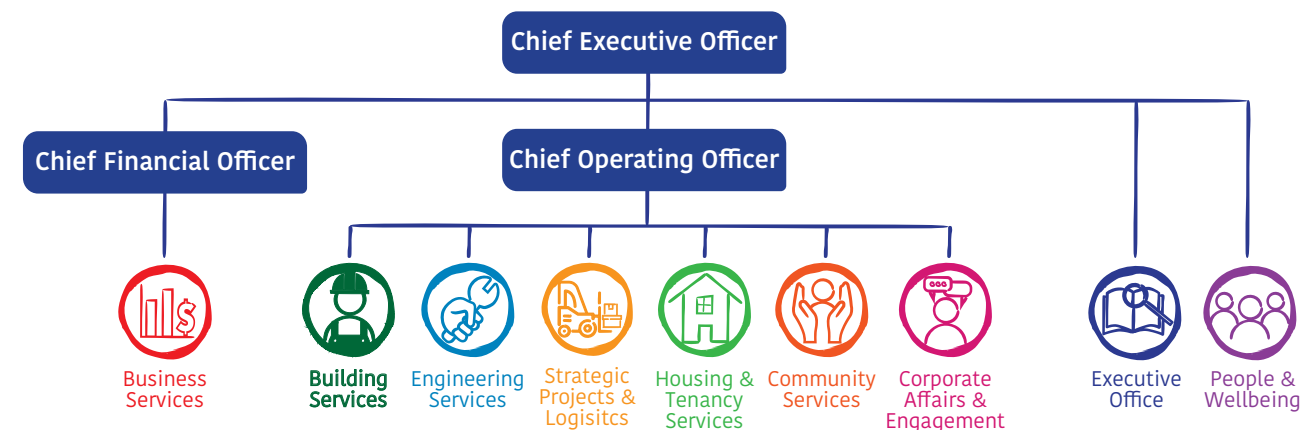 Chief Executive Officer
Chief Financial Officer
Chief Operating Officer
$
Business
Services
Building
Services
Engineering
Services
Strategic
Projects &
Logisitcs
Housing &
Tenancy
Services
Community
Services
Corporate
Affairs &
Engagement
Executive
Office
People &
Wellbeing